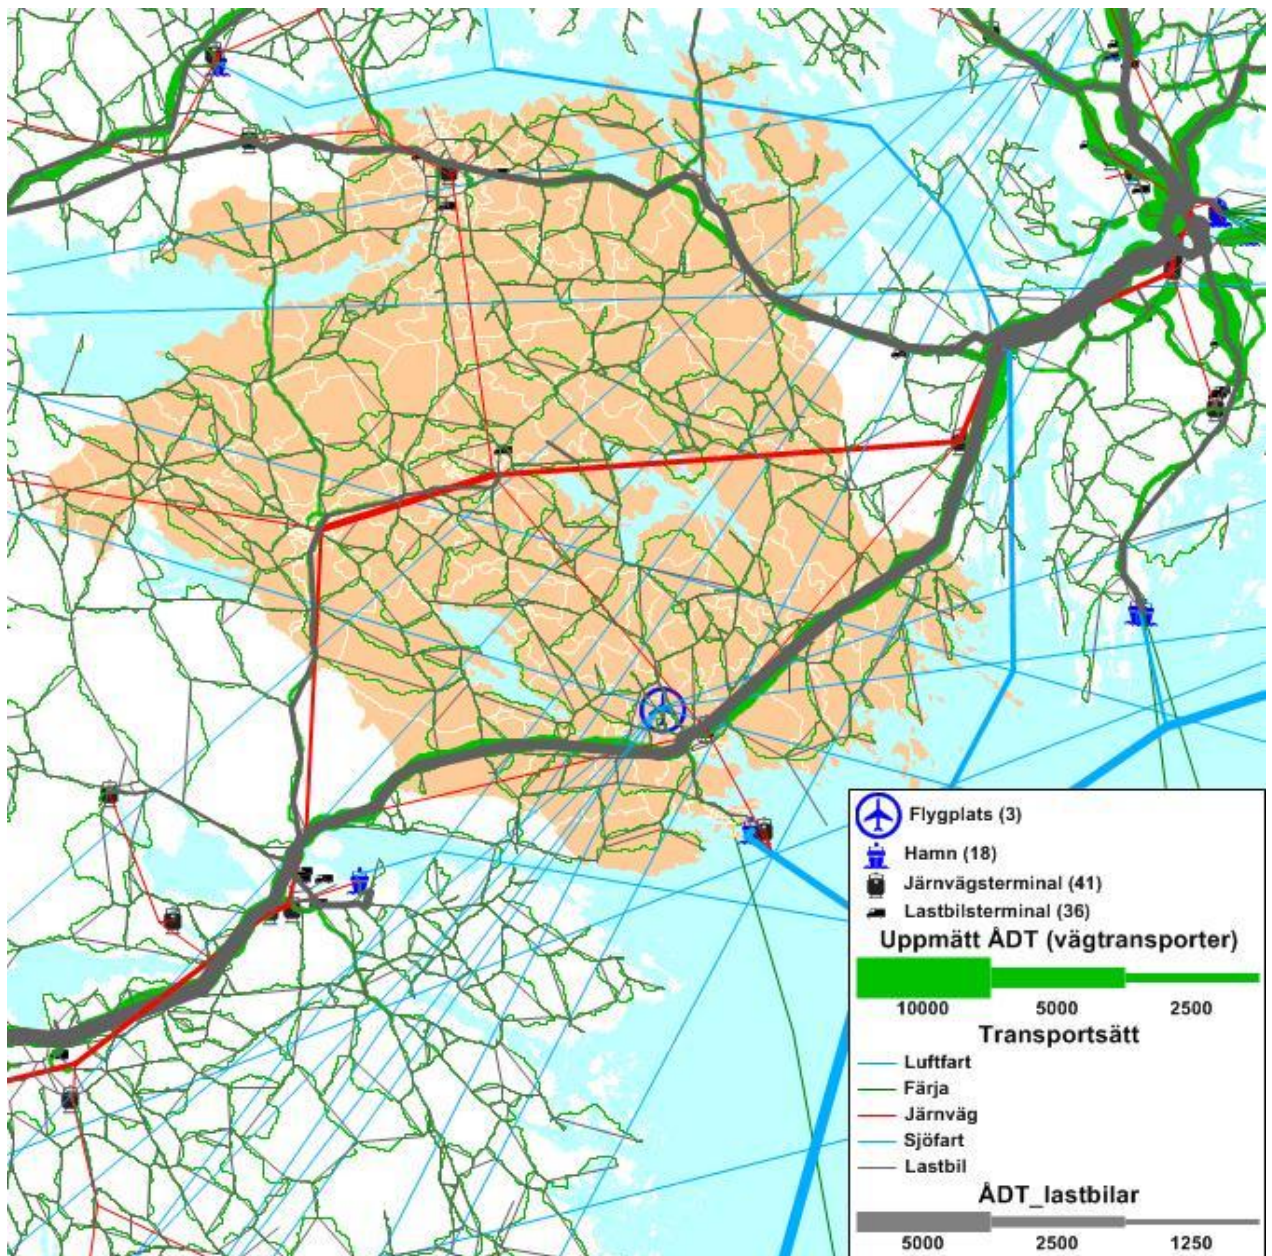 Flygplats (3)
Hamn (18)
Järnvägsterminal (41)
Lastbilsterminal (36)
Uppmätt ÅDT (vägtransporter)
10000 5000 2500
Transportsätt
Luftfart
Färja
Järnväg
Sjöfart
Lastbil
ÅDT_lastbilar
5000 2500 1250